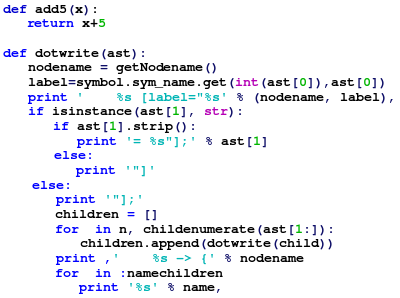 def add5(x):
    return x+5

def dotwrite(ast):
    nodename = getNodename()
    label=symbol.sym_name.get(int(ast[0]),ast[0])
    print '    %s [label="%s' % (nodename, label),
    if isinstance(ast[1], str):
        if ast[1].strip():
            print '= %s"];' % ast[1]
        else:
            print '"]'
    else:
        print '"];'
        children = []
        for  in n, childenumerate(ast[1:]):
            children.append(dotwrite(child))
        print ,'    %s -> {' % nodename
        for  in :namechildren
            print '%s' % name,